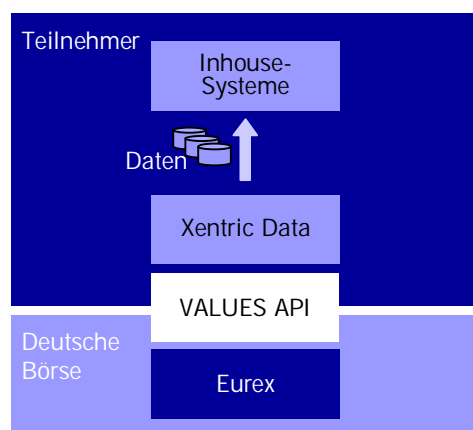 Teilnehmer
Inhouse-
Systeme
Daten
Xentric Data
VALUES API
Deutsche
Börse
Eurex